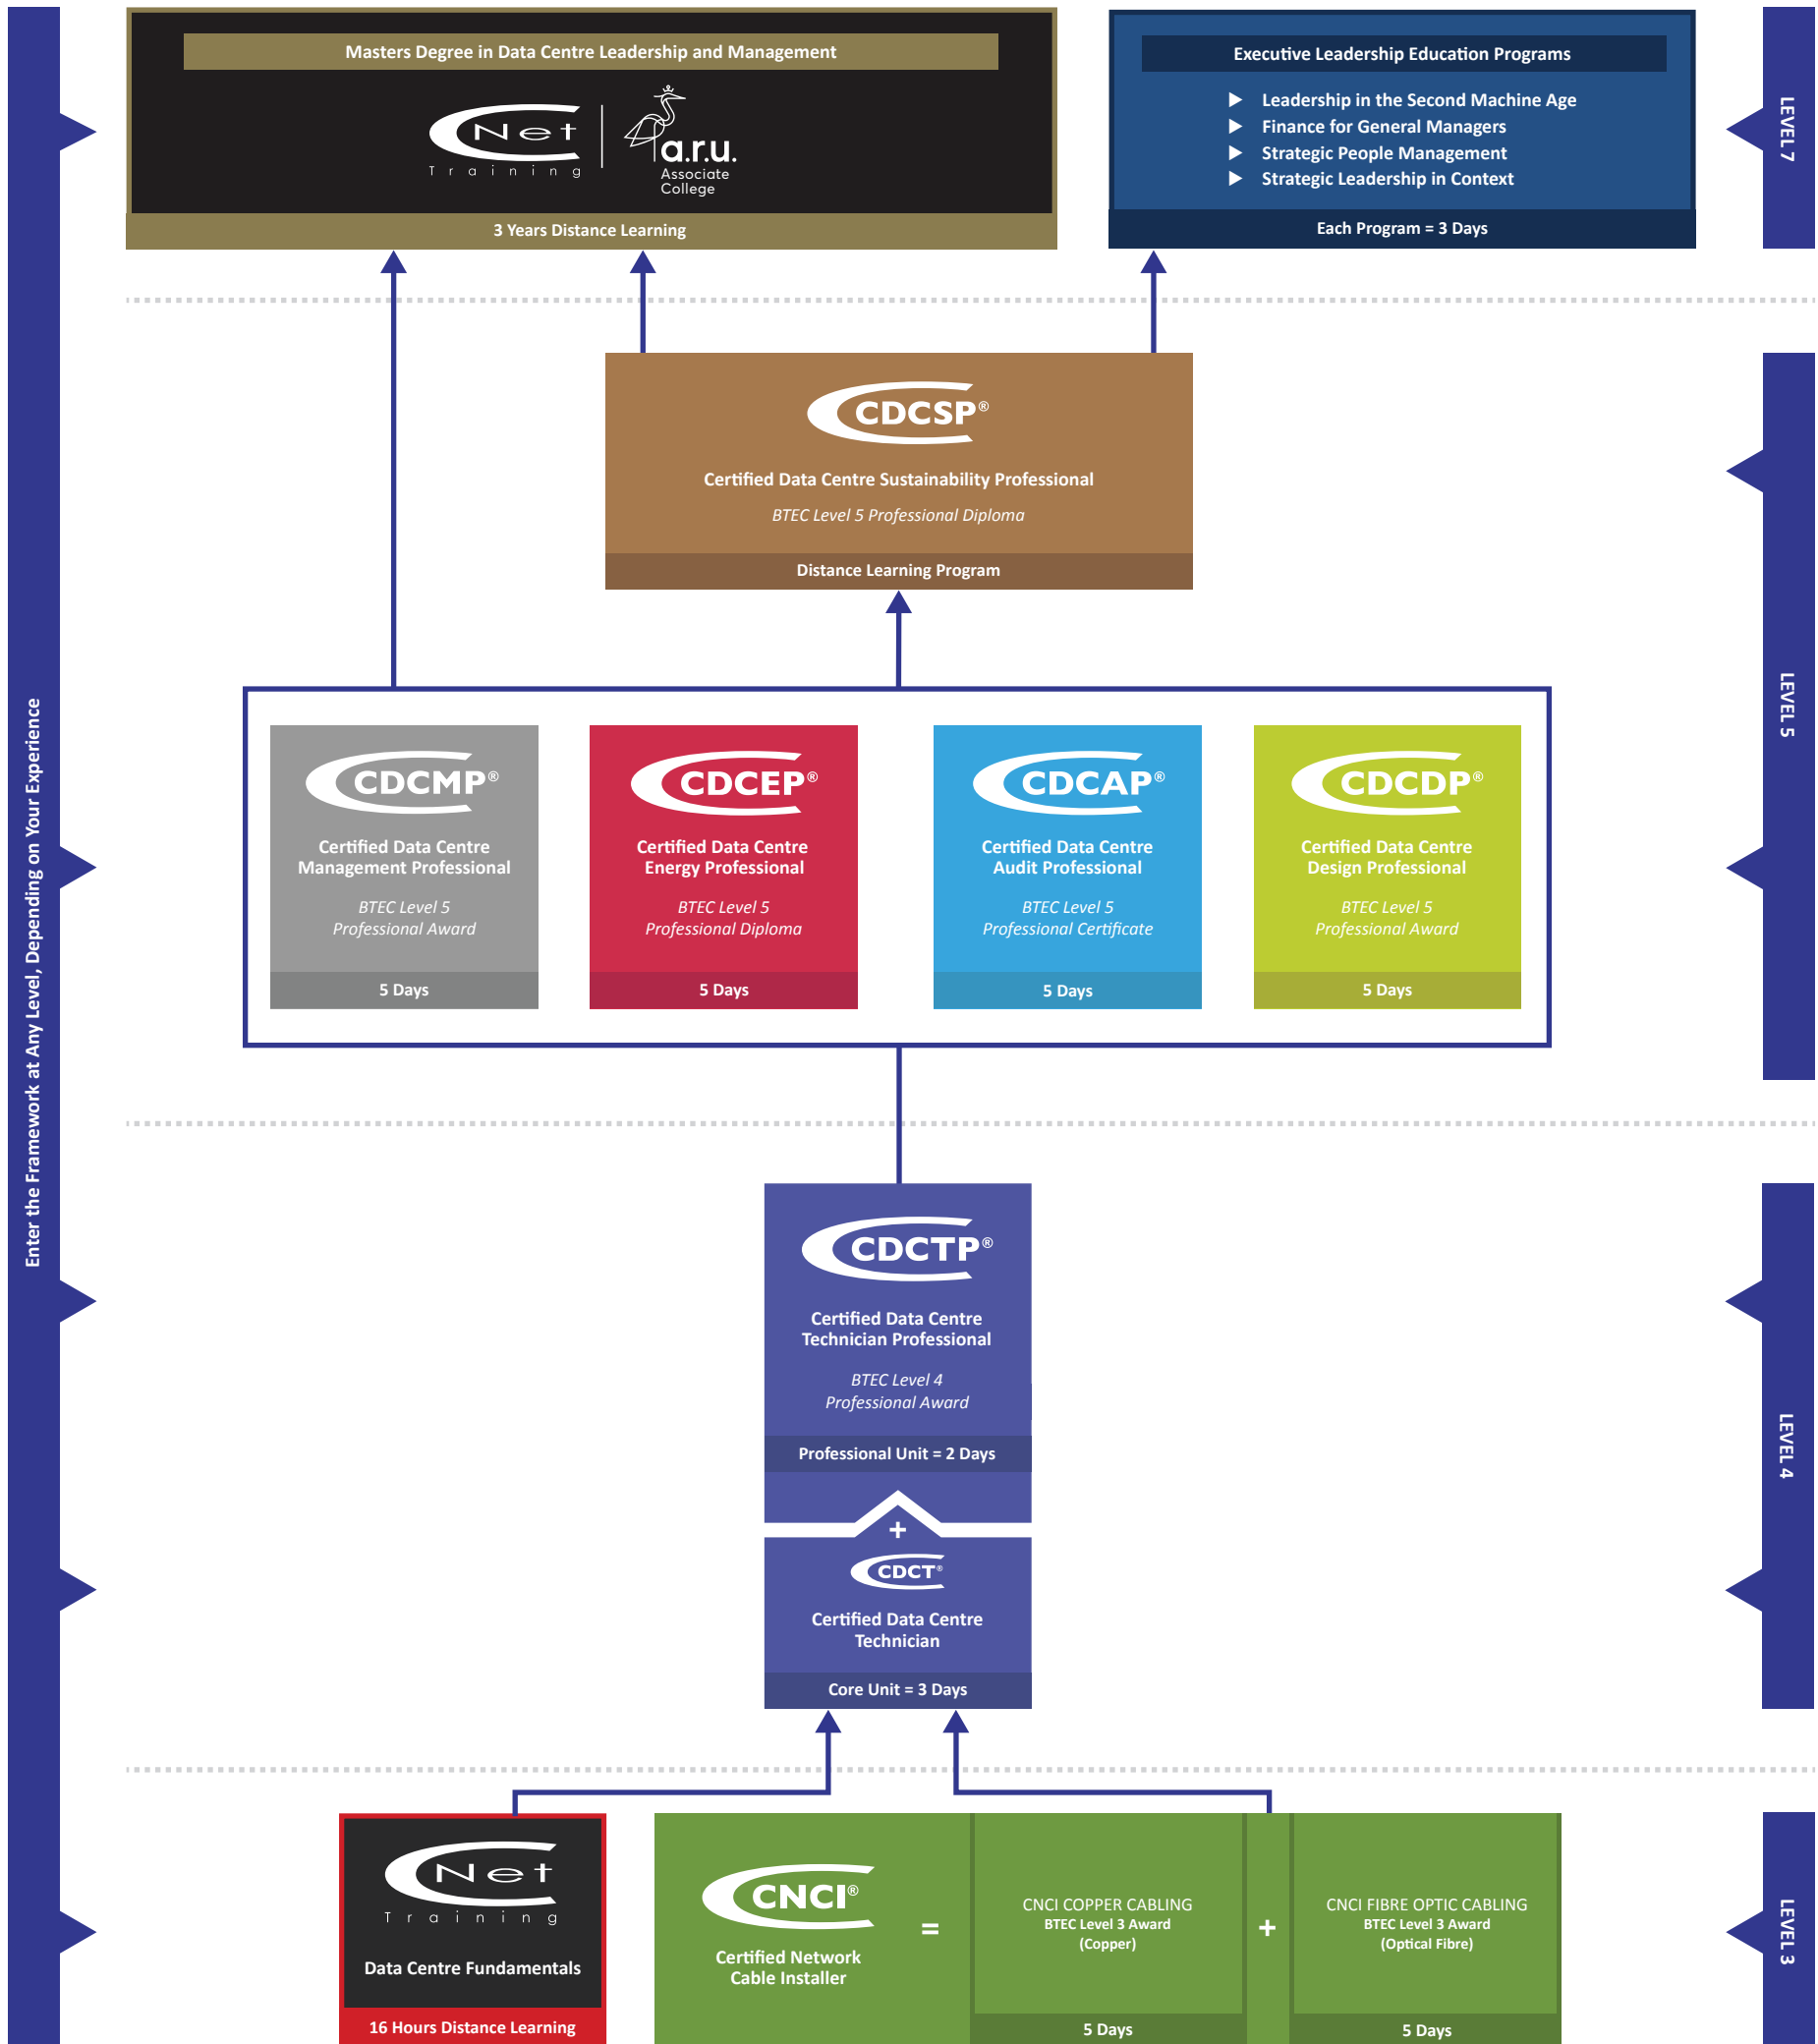 Enter the Framework at Any Level, Depending on Your Experience
Masters Degree in Data Centre Leadership and Management
CNet
Training
a.r.u.
Associate
College
3 Years Distance Learning
Executive Leadership Education Programs
▶ Leadership in the Second Machine Age
▶ Finance for General Managers
▶ Strategic People Management
▶ Strategic Leadership in Context
Each Program = 3 Days
LEVEL 7
CDCSP®
Certified Data Centre Sustainability Professional
BTEC Level 5 Professional Diploma
Distance Learning Program
LEVEL 5
CDCMP®
Certified Data Centre
Management Professional
BTEC Level 5
Professional Award
5 Days
CDCEP®
Certified Data Centre
Energy Professional
BTEC Level 5
Professional Diploma
5 Days
CDCAP®
Certified Data Centre
Audit Professional
BTEC Level 5
Professional Certificate
5 Days
CDCDP®
Certified Data Centre
Design Professional
BTEC Level 5
Professional Award
5 Days
CDCTP®
Certified Data Centre
Technician Professional
BTEC Level 4
Professional Award
Professional Unit = 2 Days
+
CDCT®
Certified Data Centre
Technician
Core Unit = 3 Days
LEVEL 4
CNet
Training
Data Centre Fundamentals
16 Hours Distance Learning
CNCI®
Certified Network
Cable Installer
=
CNCI COPPER CABLING
BTEC Level 3 Award
(Copper)
5 Days
+
CNCI FIBRE OPTIC CABLING
BTEC Level 3 Award
(Optical Fibre)
5 Days
LEVEL 3